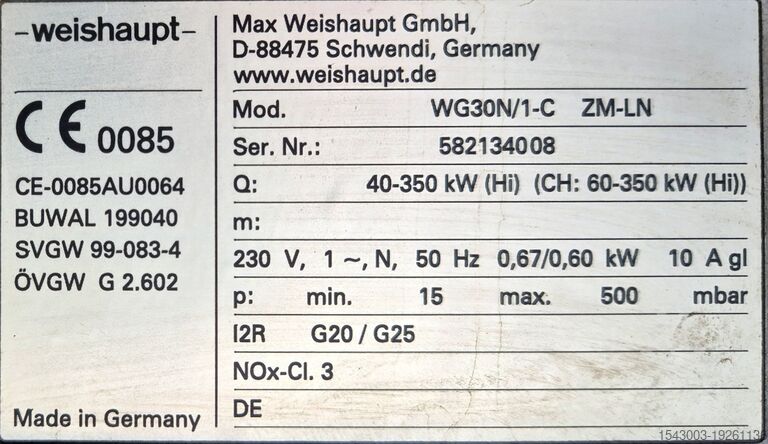 -weishaupt-
Max Weishaupt GmbH,
D-88475 Schwendi, Germany
www.weishaupt.de
CE 0085
CE-0085AU0064
BUWAL 199040
SVGW 99-083-4
ÖVGW G 2.602
Made in Germany
Mod. WG30N/1-C ZM-LN
Ser. Nr.: 582134008
Q: 40-350 kW (Hi) (CH: 60-350 kW (Hi))
m:
230 V, 1 ~, N, 50 Hz 0,67/0,60 kW 10 A gl
p: min. 15 max. 500 mbar
I2R G20 / G25
NOx-Cl. 3
DE